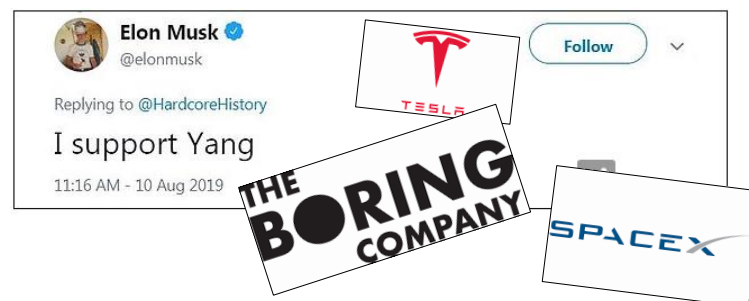 Elon Musk
@elonmusk
Follow
TESLA
Replying to @HardcoreHistory
I support Yang
11:16 AM - 10 Aug 2019
THE
BORING
COMPANY
SPACEX